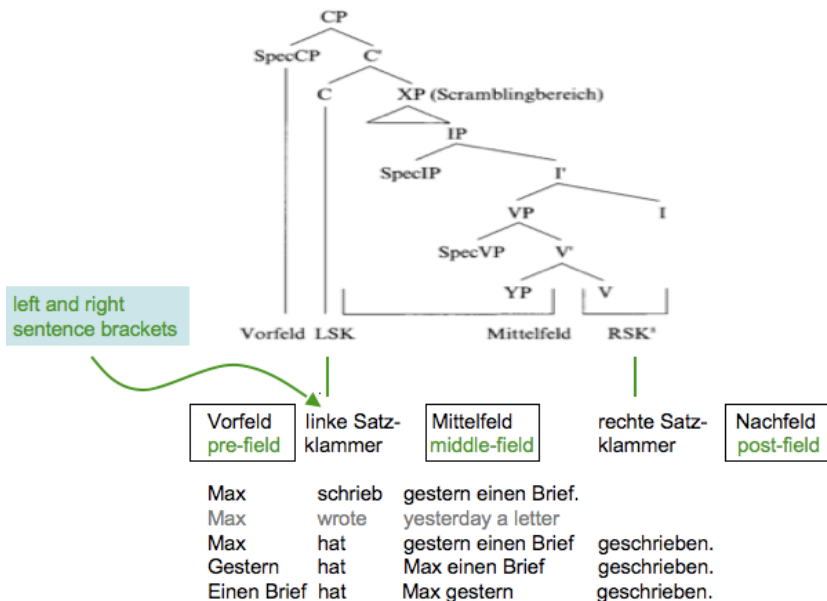 CP
SpecCP C'
C XP (Scramblingbereich)
IP
SpecIP I'
VP I
SpecVP V'
YP V
left and right
sentence brackets
Vorfeld LSK Mittelfeld RSK⁸
Vorfeld linke Satz- Mittelfeld rechte Satz- Nachfeld
pre-field klammer middle-field klammer post-field
Max schrieb gestern einen Brief.
Max wrote yesterday a letter
Max hat gestern einen Brief geschrieben.
Gestern hat Max einen Brief geschrieben.
Einen Brief hat Max gestern geschrieben.